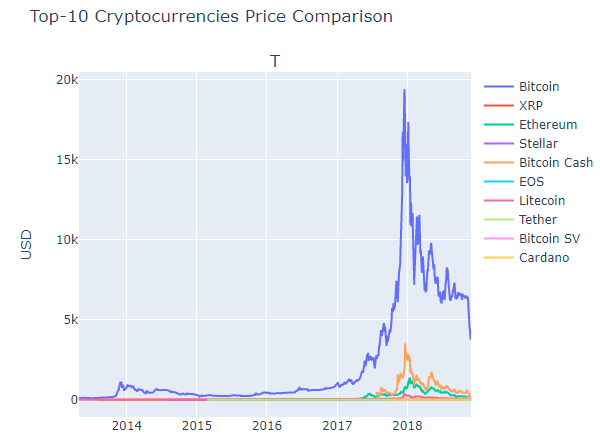 Top-10 Cryptocurrencies Price Comparison
T
20k
15k
10k
5k
0
USD
2014 2015 2016 2017 2018
Bitcoin
XRP
Ethereum
Stellar
Bitcoin Cash
EOS
Litecoin
Tether
Bitcoin SV
Cardano